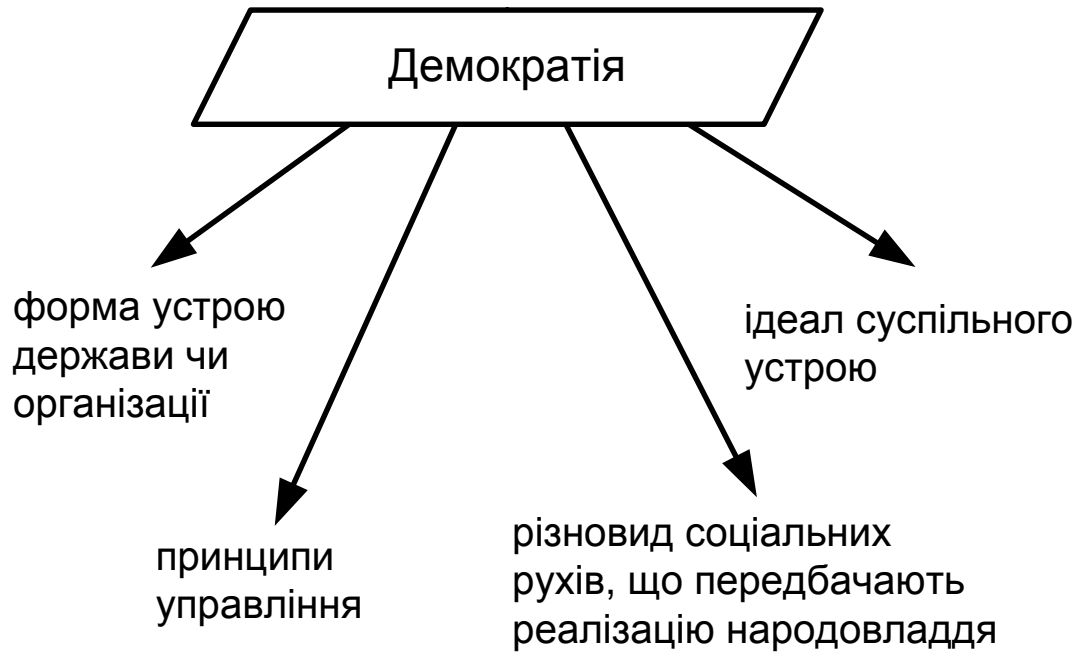 Демократія
форма устрою
держави чи
організації
принципи
управління
різновид соціальних
рухів, що передбачають
реалізацію народовладдя
ідеал суспільного
устрою